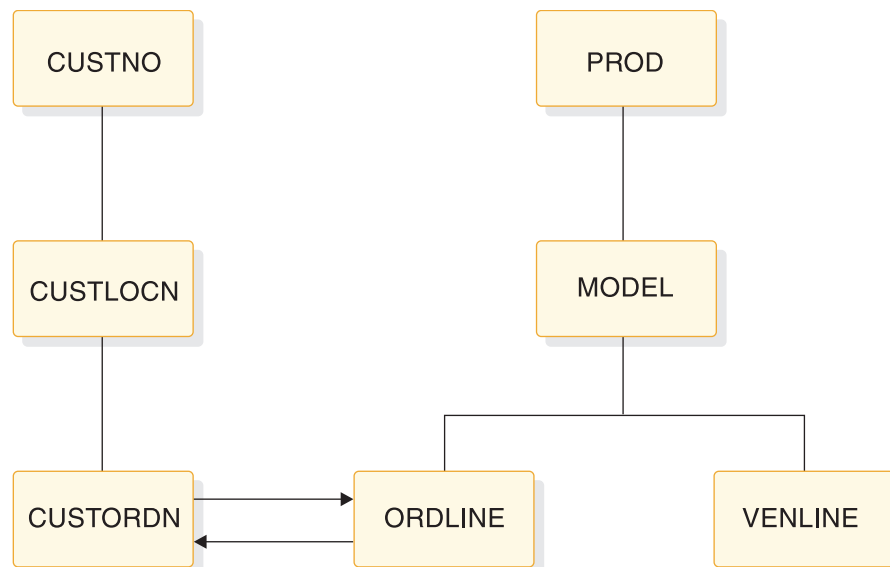 CUSTNO
PROD
CUSTLOCN
MODEL
CUSTORDN
ORDLINE
VENLINE